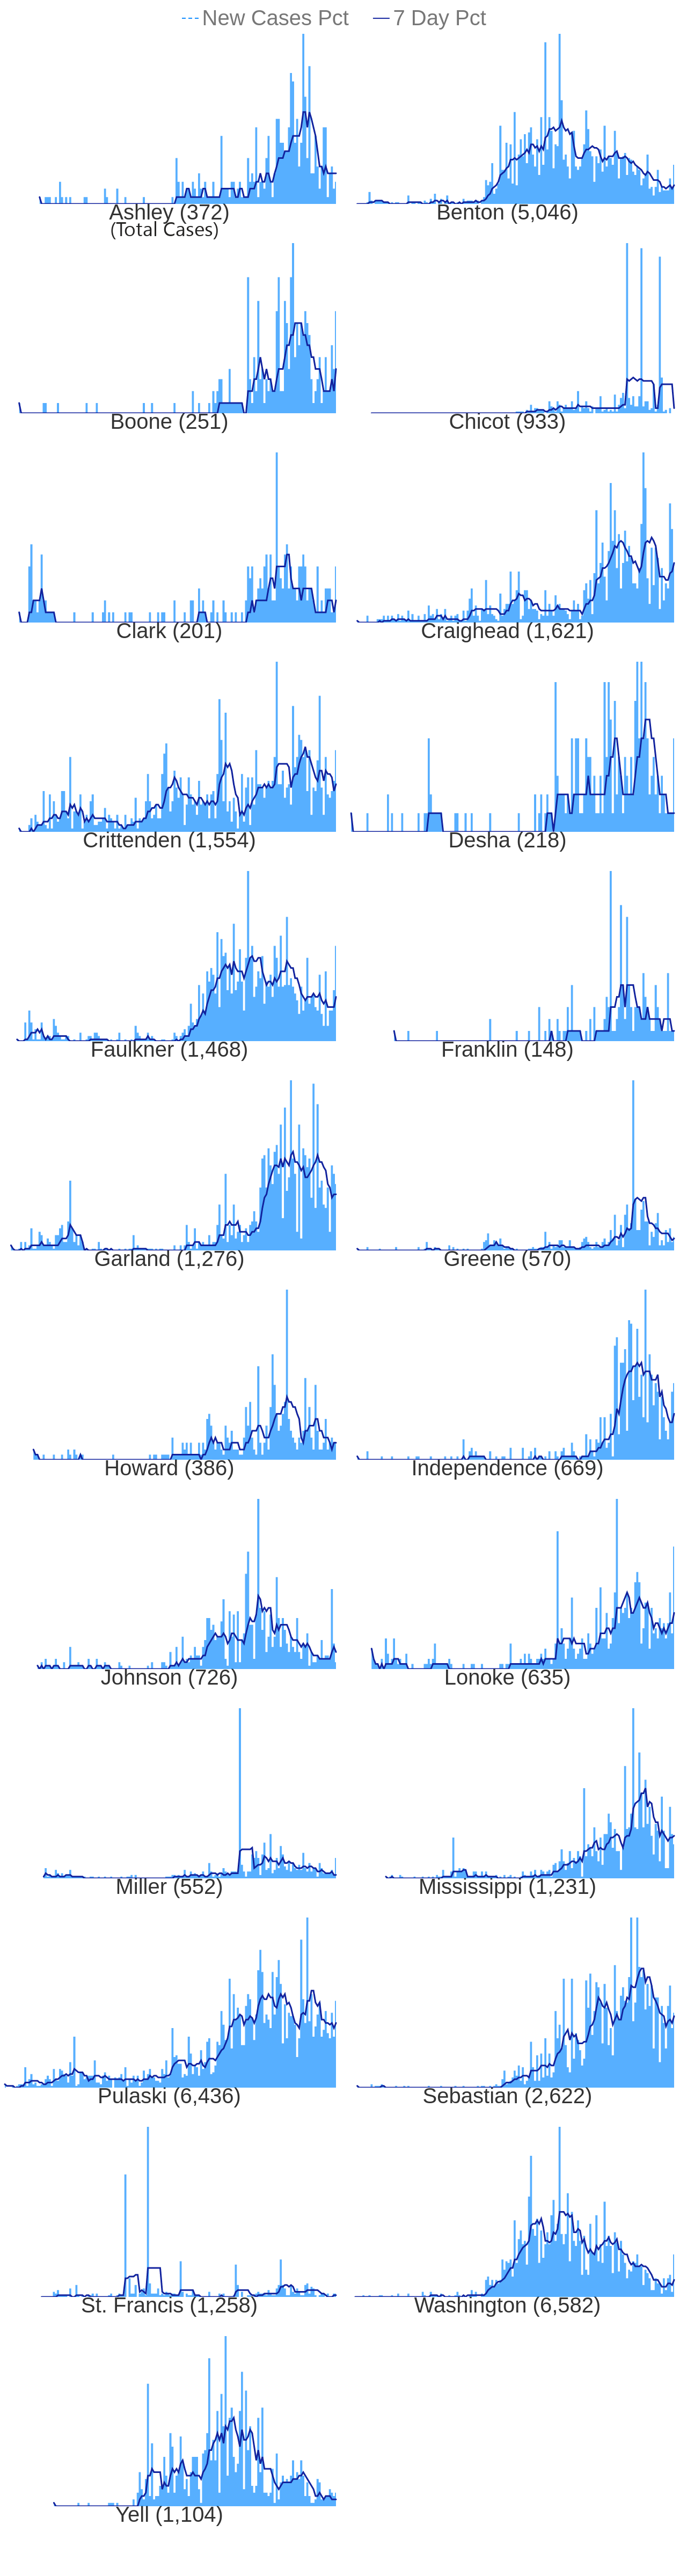 New Cases Pct 7 Day Pct
Ashley (372) Benton (5,046)
(Total Cases)
Boone (251) Chicot (933)
Clark (201) Craighead (1,621)
Crittenden (1,554) Desha (218)
Faulkner (1,468) Franklin (148)
Garland (1,276) Greene (570)
Howard (386) Independence (669)
Johnson (726) Lonoke (635)
Miller (552) Mississippi (1,231)
Pulaski (6,436) Sebastian (2,622)
St. Francis (1,258) Washington (6,582)
Yell (1,104)